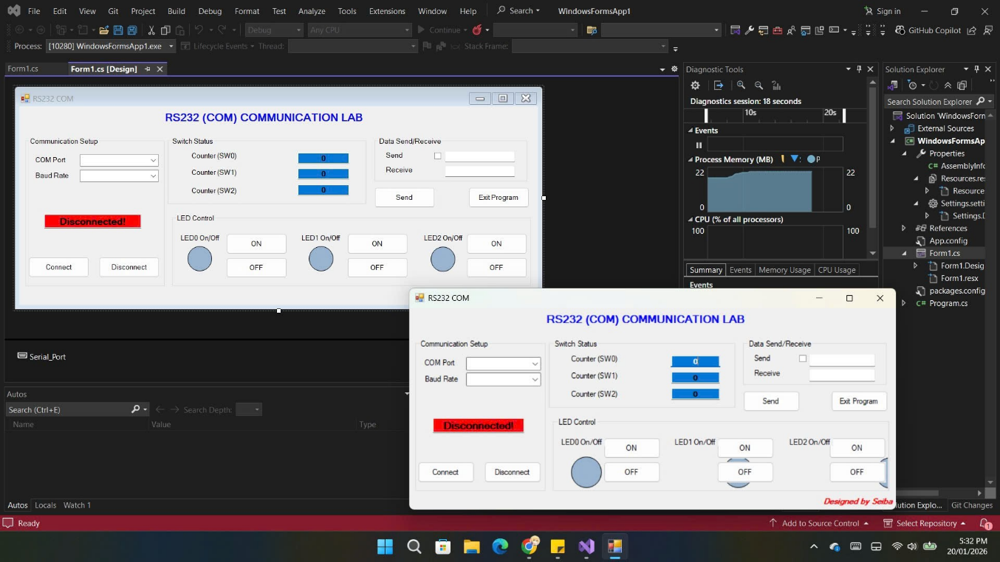 File Edit View Git Project Build Debug Format Test Analyze Tools Extensions Window Help Search WindowsFormsApp1 Sign in
Debug Any CPU Continue GitHub Copilot
Process: [10280] WindowsFormsApp1.exe Lifecycle Events Thread: Stack Frame:
Form1.cs Form1.cs [Design]
RS232 COM
RS232 (COM) COMMUNICATION LAB
Communication Setup
COM Port
Baud Rate
Disconnected!
Connect Disconnect
Switch Status
Counter (SW0) 0
Counter (SW1) 0
Counter (SW2) 0
Data Send/Receive
Send
Receive
Send Exit Program
LED Control
LED0 On/Off ON LED1 On/Off ON LED2 On/Off ON
OFF OFF OFF
Serial_Port
Autos
Search (Ctrl+E) Search Depth:
Name Value Type
Autos Locals Watch 1
Diagnostic Tools
Diagnostics session: 18 seconds
10s 20s
Events
Process Memory (MB) P
22 22
0 0
CPU (% of all processors)
100 100
Summary Events Memory Usage CPU Usage
Events
Solution Explorer
Search Solution Explorer
Solution 'WindowsForm
External Sources
WindowsFormsAp
Properties
AssemblyInfo
Resources.res
Resource
Settings.setti
Settings.D
References
App.config
Form1.cs
Form1.Desig
Form1.resx
packages.config
Program.cs
RS232 COM
RS232 (COM) COMMUNICATION LAB
Communication Setup
COM Port
Baud Rate
Disconnected!
Connect Disconnect
Switch Status
Counter (SW0) 0
Counter (SW1) 0
Counter (SW2) 0
Data Send/Receive
Send
Receive
Send Exit Program
LED Control
LED0 On/Off ON LED1 On/Off ON LED2 On/Off ON
OFF OFF OFF
Designed by Seiba
ution Explo... Git Changes
Ready Add to Source Control Select Repository 1
5:32 PM
20/01/2026